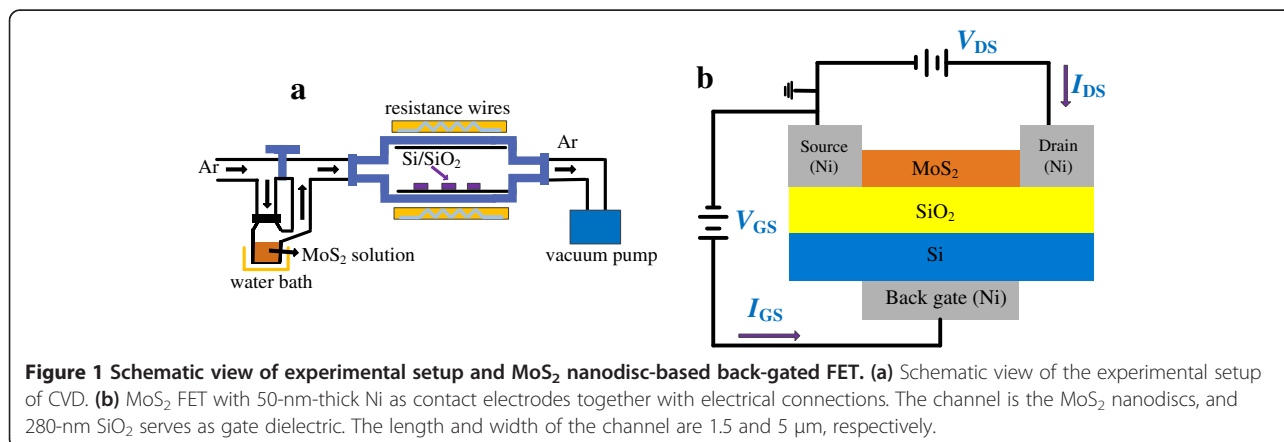 a
resistance wires
Ar
Si/SiO₂
Ar
MoS₂ solution
water bath
vacuum pump
b
V_DS
I_DS
Source (Ni)
MoS₂
Drain (Ni)
SiO₂
V_GS
Si
Back gate (Ni)
I_GS
Figure 1 Schematic view of experimental setup and MoS₂ nanodisc-based back-gated FET. (a) Schematic view of the experimental setup
of CVD. (b) MoS₂ FET with 50-nm-thick Ni as contact electrodes together with electrical connections. The channel is the MoS₂ nanodiscs, and
280-nm SiO₂ serves as gate dielectric. The length and width of the channel are 1.5 and 5 μm, respectively.